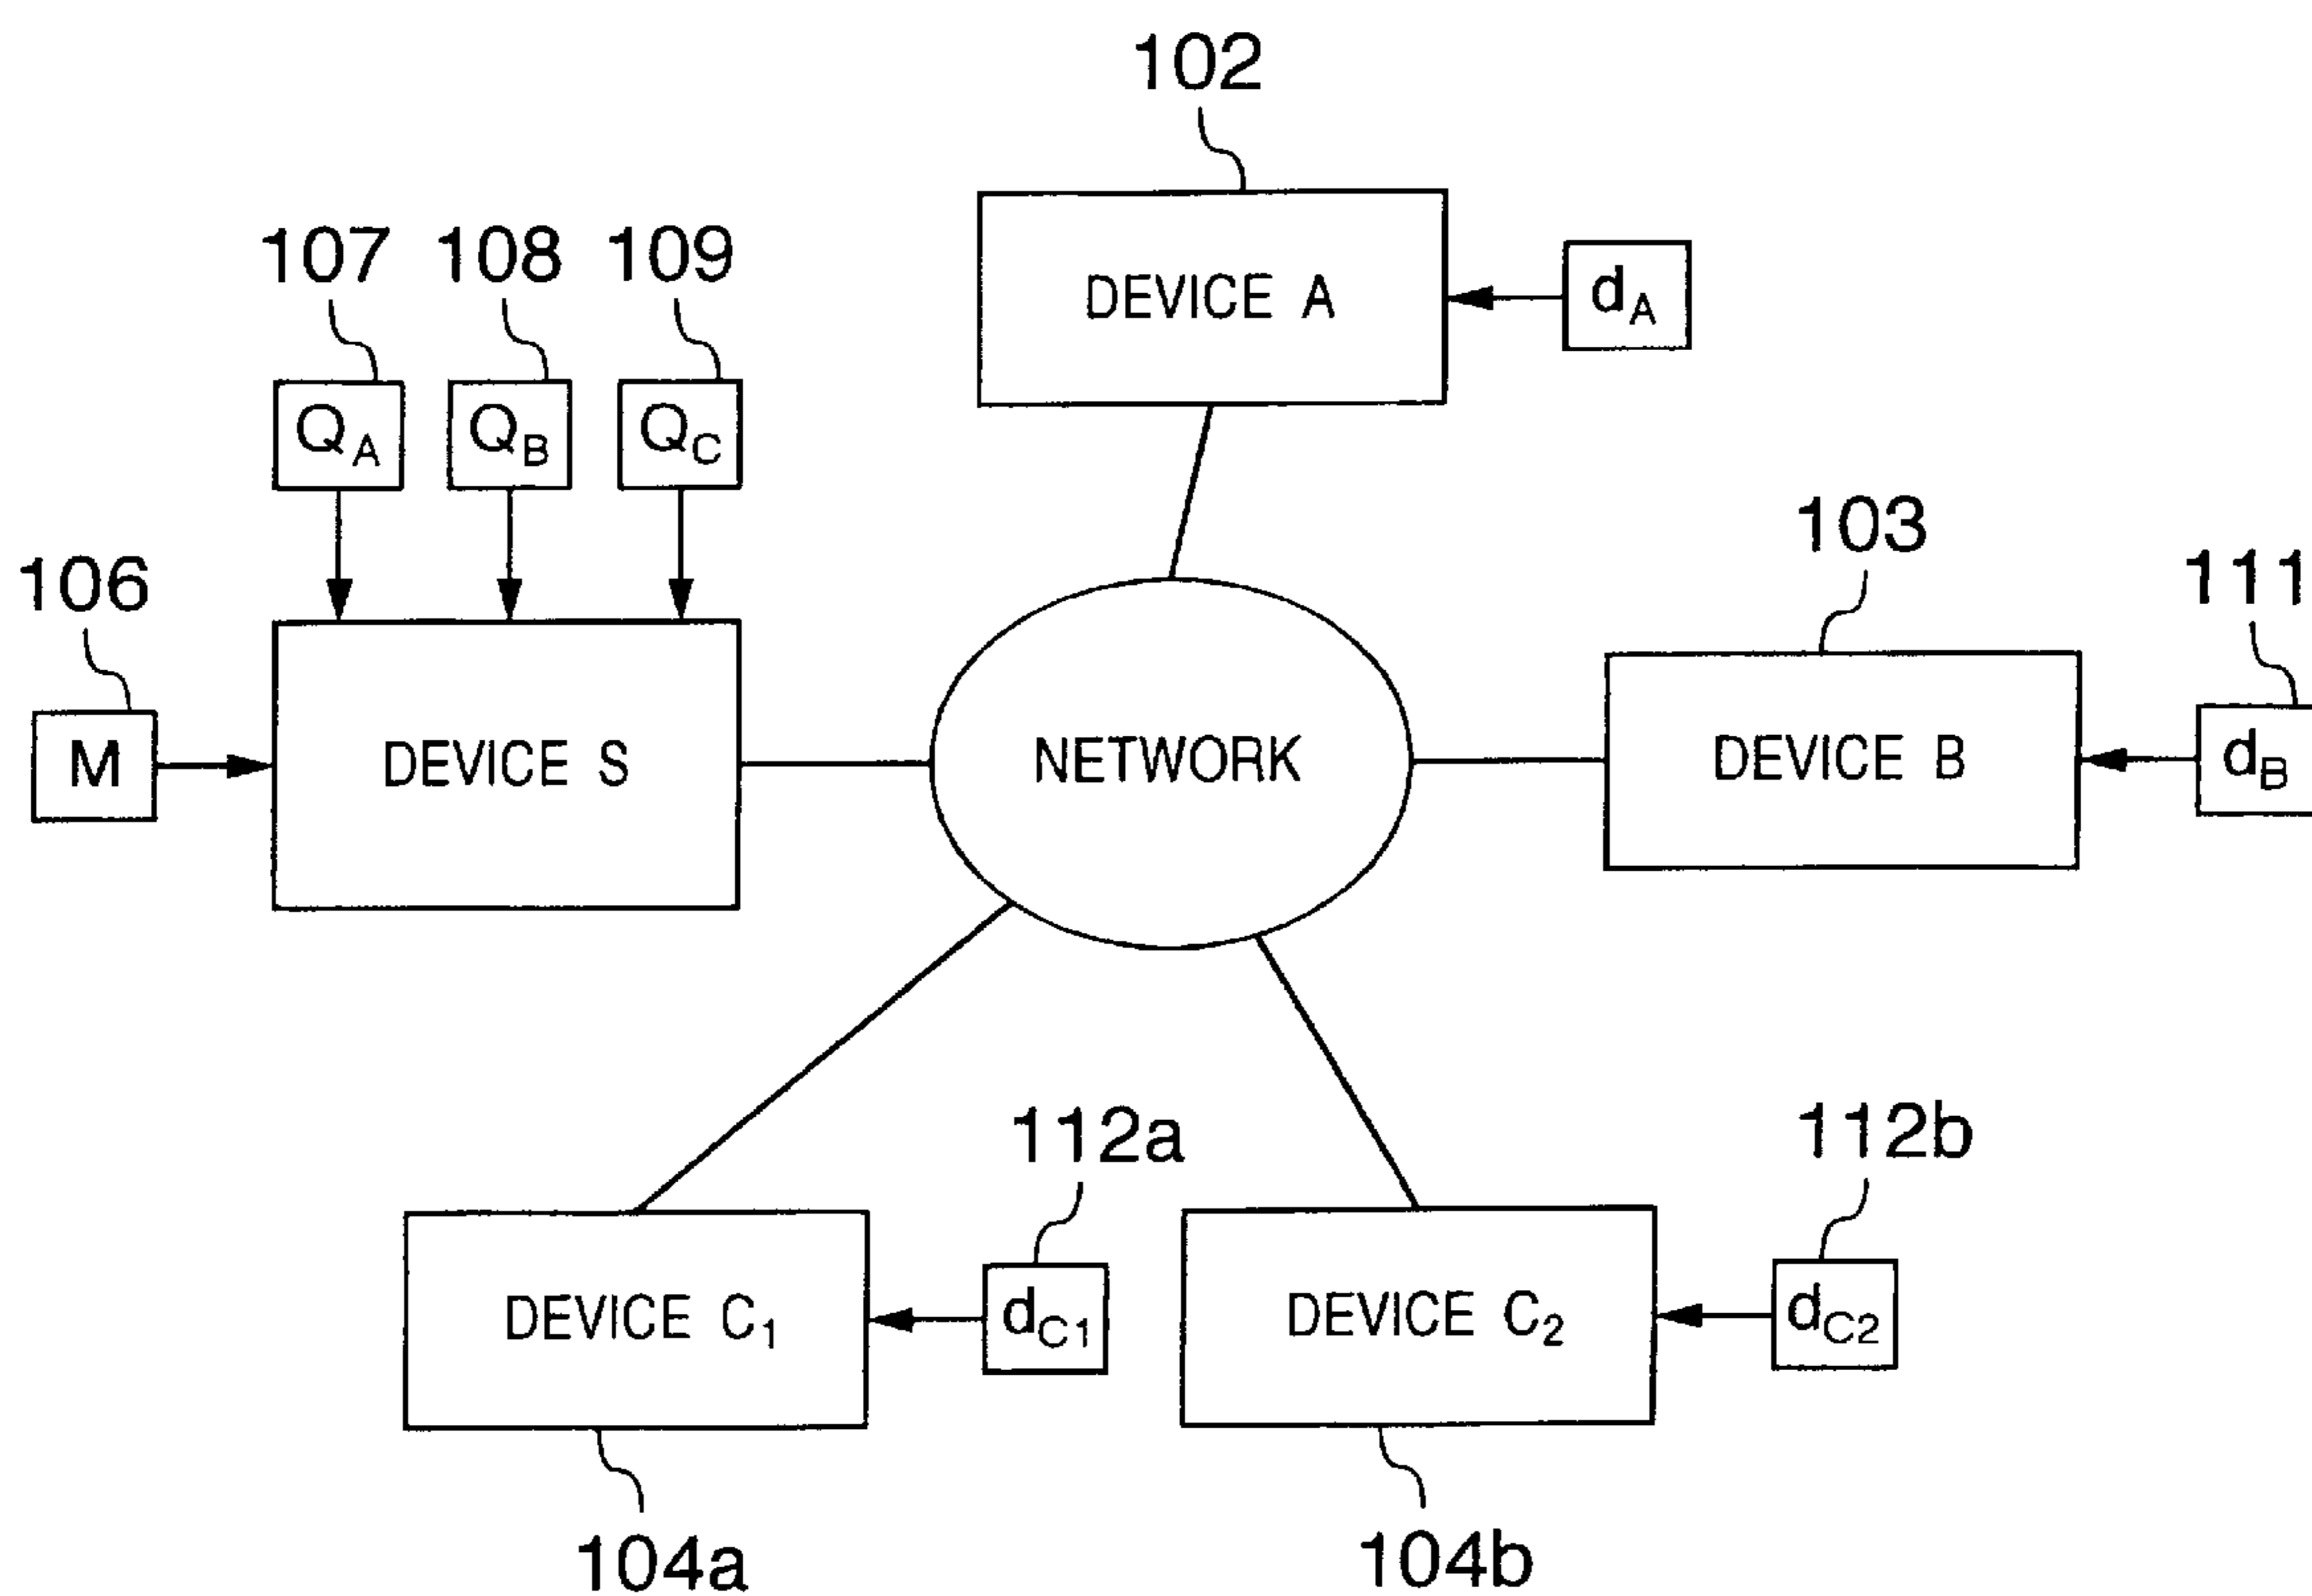 102
107 108 109
DEVICE A
dA
QA QB QC
103
111
106
M
DEVICE S
NETWORK
DEVICE B
dB
112a
112b
DEVICE C1
dC1
DEVICE C2
dC2
104a
104b